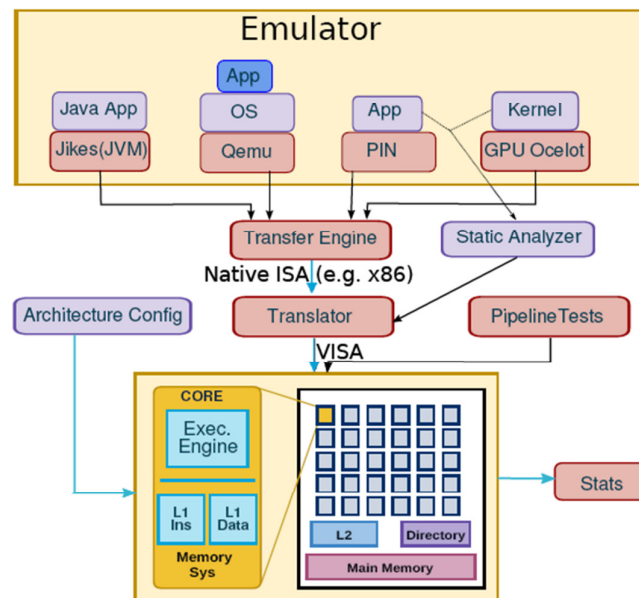 Emulator
App
Java App
OS
App
Kernel
Jikes(JVM)
Qemu
PIN
GPU Ocelot
Transfer Engine
Static Analyzer
Native ISA (e.g. x86)
Architecture Config
Translator
PipelineTests
VISA
CORE
Exec.
Engine
L1
Ins
L1
Data
Memory
Sys
L2
Directory
Main Memory
Stats